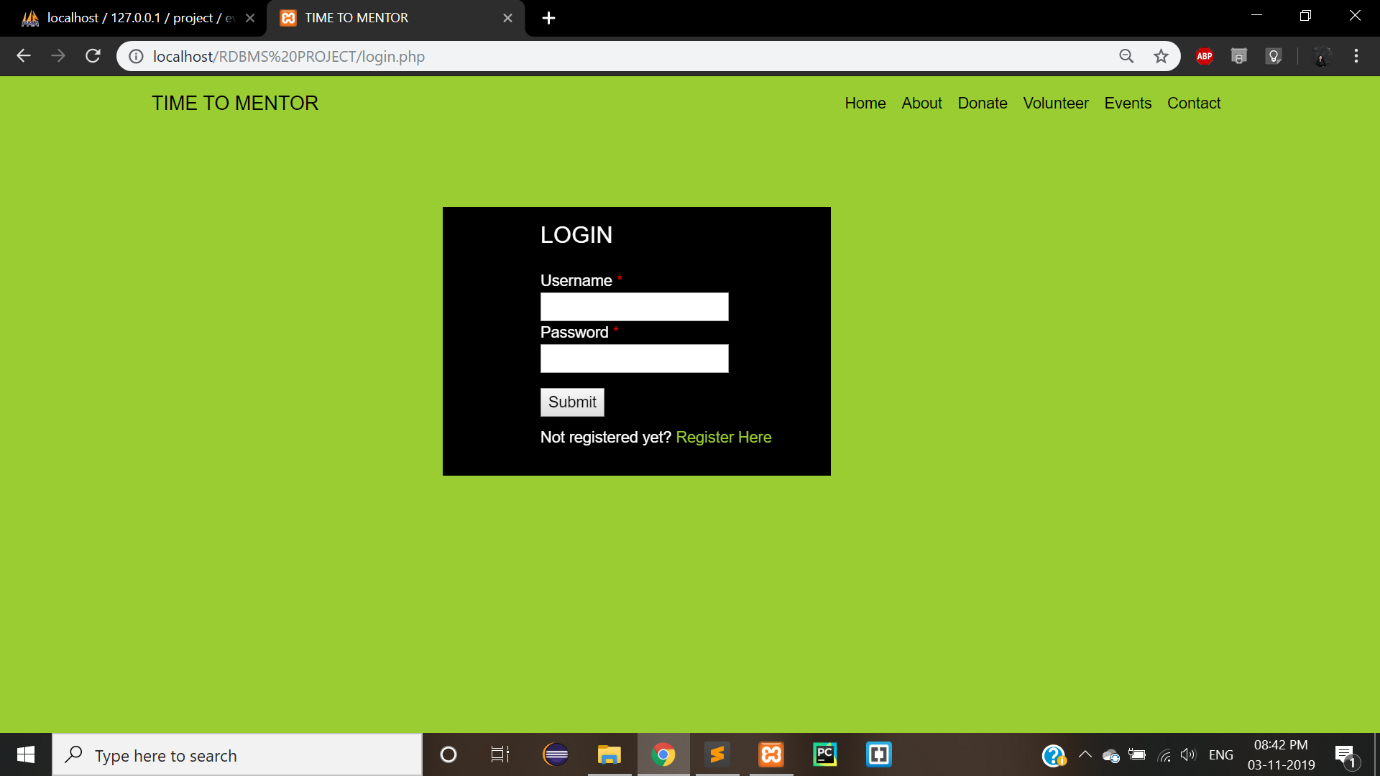 localhost / 127.0.0.1 / project / ev
TIME TO MENTOR
localhost/RDBMS%20PROJECT/login.php
ABP
TIME TO MENTOR
Home About Donate Volunteer Events Contact
LOGIN
Username *
Password *
Submit
Not registered yet? Register Here
Type here to search
PC
ENG
08:42 PM
03-11-2019
1